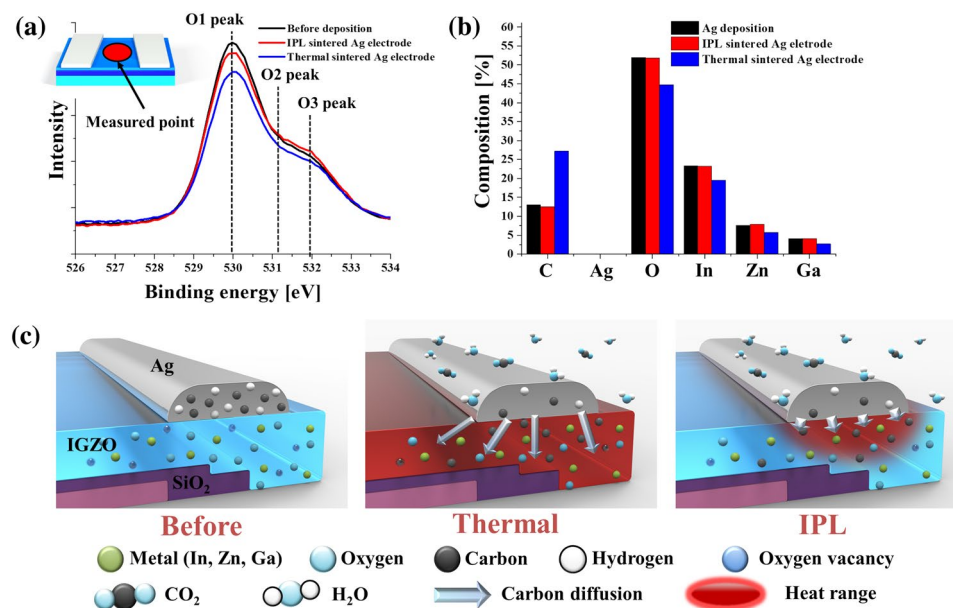 (a)
O1 peak
Before deposition
IPL sintered Ag electrode
Thermal sintered Ag electrode
O2 peak
O3 peak
Measured point
Intensity
526 527 528 529 530 531 532 533 534
Binding energy [eV]
(b)
Ag deposition
IPL sintered Ag eletrode
Thermal sintered Ag electrode
Composition [%]
60
55
50
45
40
35
30
25
20
15
10
5
0
C Ag O In Zn Ga
(c)
Ag
IGZO
SiO2
Before Thermal IPL
Metal (In, Zn, Ga) Oxygen Carbon Hydrogen Oxygen vacancy
CO2 H2O Carbon diffusion Heat range